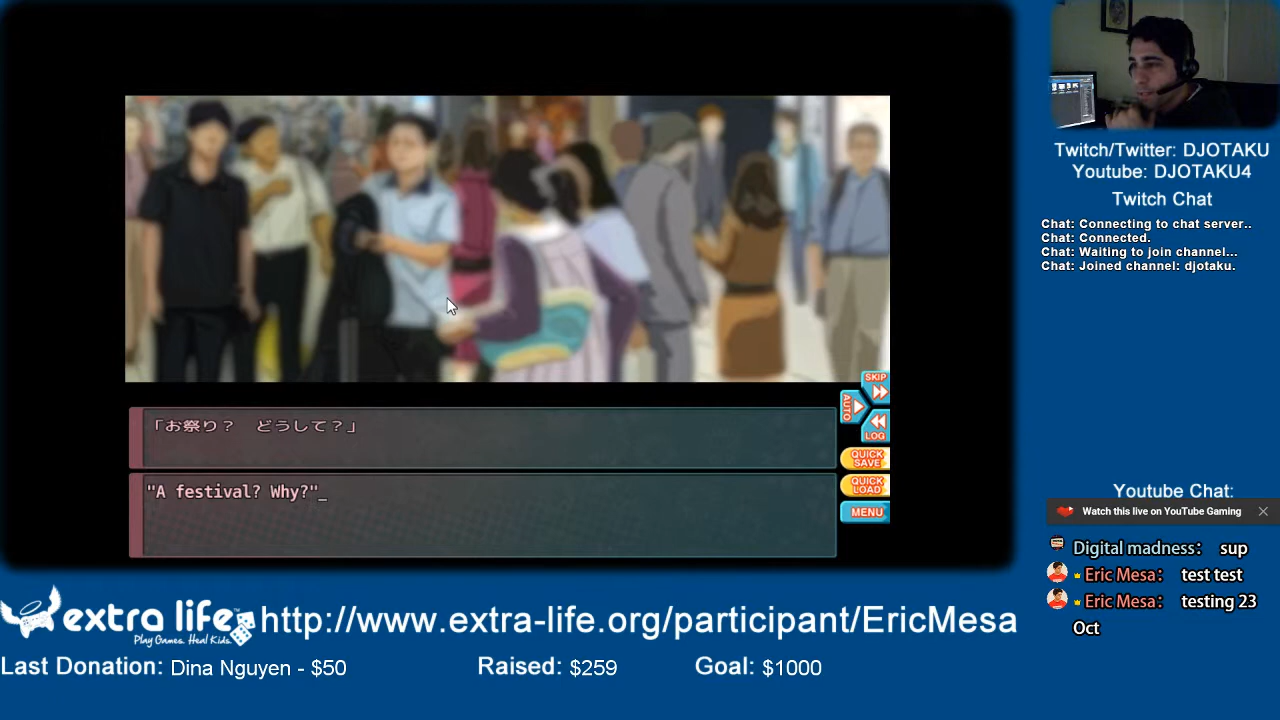 「お祭り？　どうして？」
"A festival? Why?"_
SKIP
AUTO
LOG
QUICK
SAVE
QUICK
LOAD
MENU
Twitch/Twitter: DJOTAKU
Youtube: DJOTAKU4
Twitch Chat
Chat: Connecting to chat server..
Chat: Connected.
Chat: Waiting to join channel...
Chat: Joined channel: djotaku.
Youtube Chat:
Watch this live on YouTube Gaming
Digital madness: sup
Eric Mesa: test test
Eric Mesa: testing 23
Oct
extra life
Play Games. Heal Kids.
http://www.extra-life.org/participant/EricMesa
Last Donation: Dina Nguyen - $50
Raised: $259
Goal: $1000